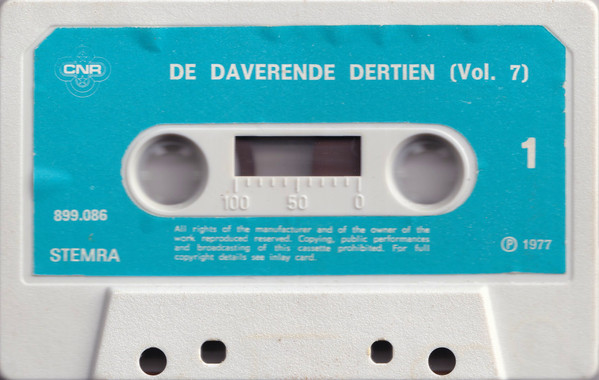 CNR
DE DAVERENDE DERTIEN (Vol. 7)
1
100 50 0
899.086
STEMRA
All rights of the manufacturer and of the owner of the
work reproduced reserved. Copying, public performances
and broadcasting of this cassette prohibited. For full
copyright details see inlay card.
℗ 1977